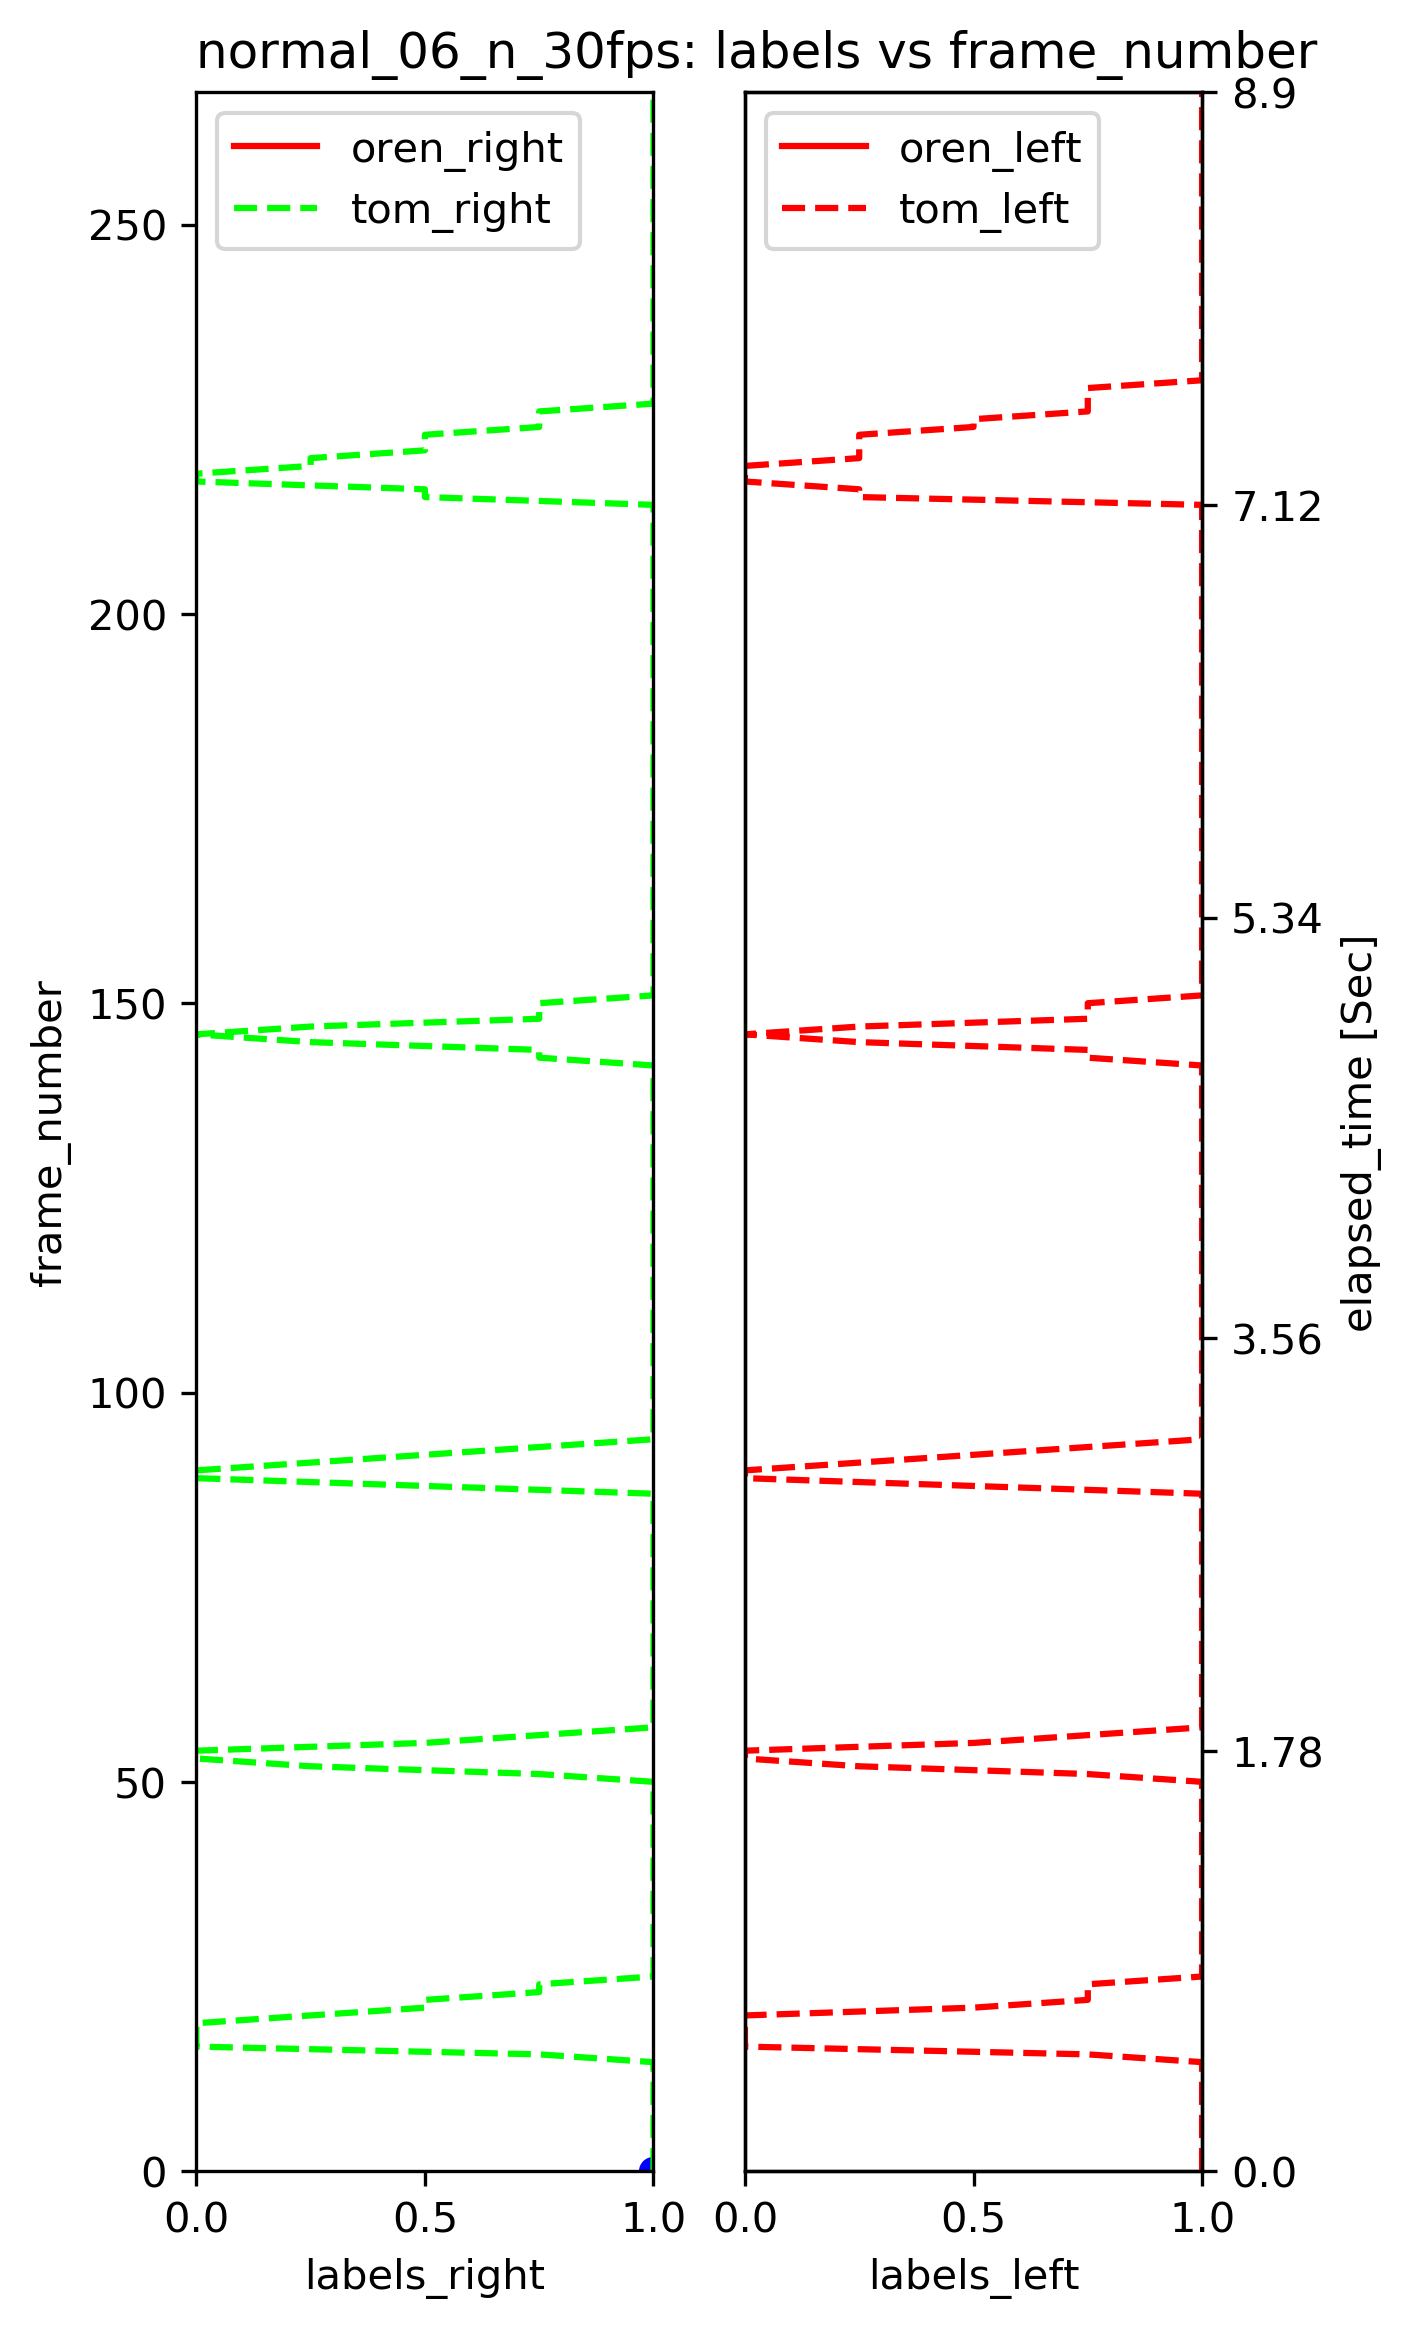 normal_06_n_30fps: labels vs frame_number
oren_right
tom_right
oren_left
tom_left
250
200
150
100
50
0
frame_number
0.0 0.5 1.0
labels_right
0.0 0.5 1.0
labels_left
8.9
7.12
5.34
3.56
1.78
0.0
elapsed_time [Sec]